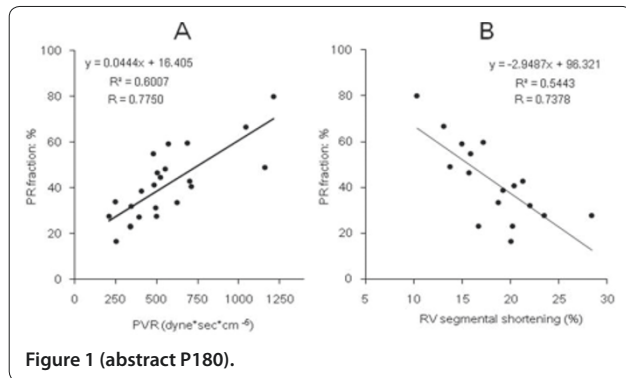 A
y = 0.0444x + 16.405
R² = 0.6007
R = 0.7750
100
80
60
40
20
0
PR fraction: %
0 250 500 750 1000 1250
PVR (dyne*sec*cm⁻⁶)
B
y = -2.9487x + 96.321
R² = 0.5443
R = 0.7378
100
80
60
40
20
0
PR fraction: %
5 10 15 20 25 30
RV segmental shortening (%)
Figure 1 (abstract P180).